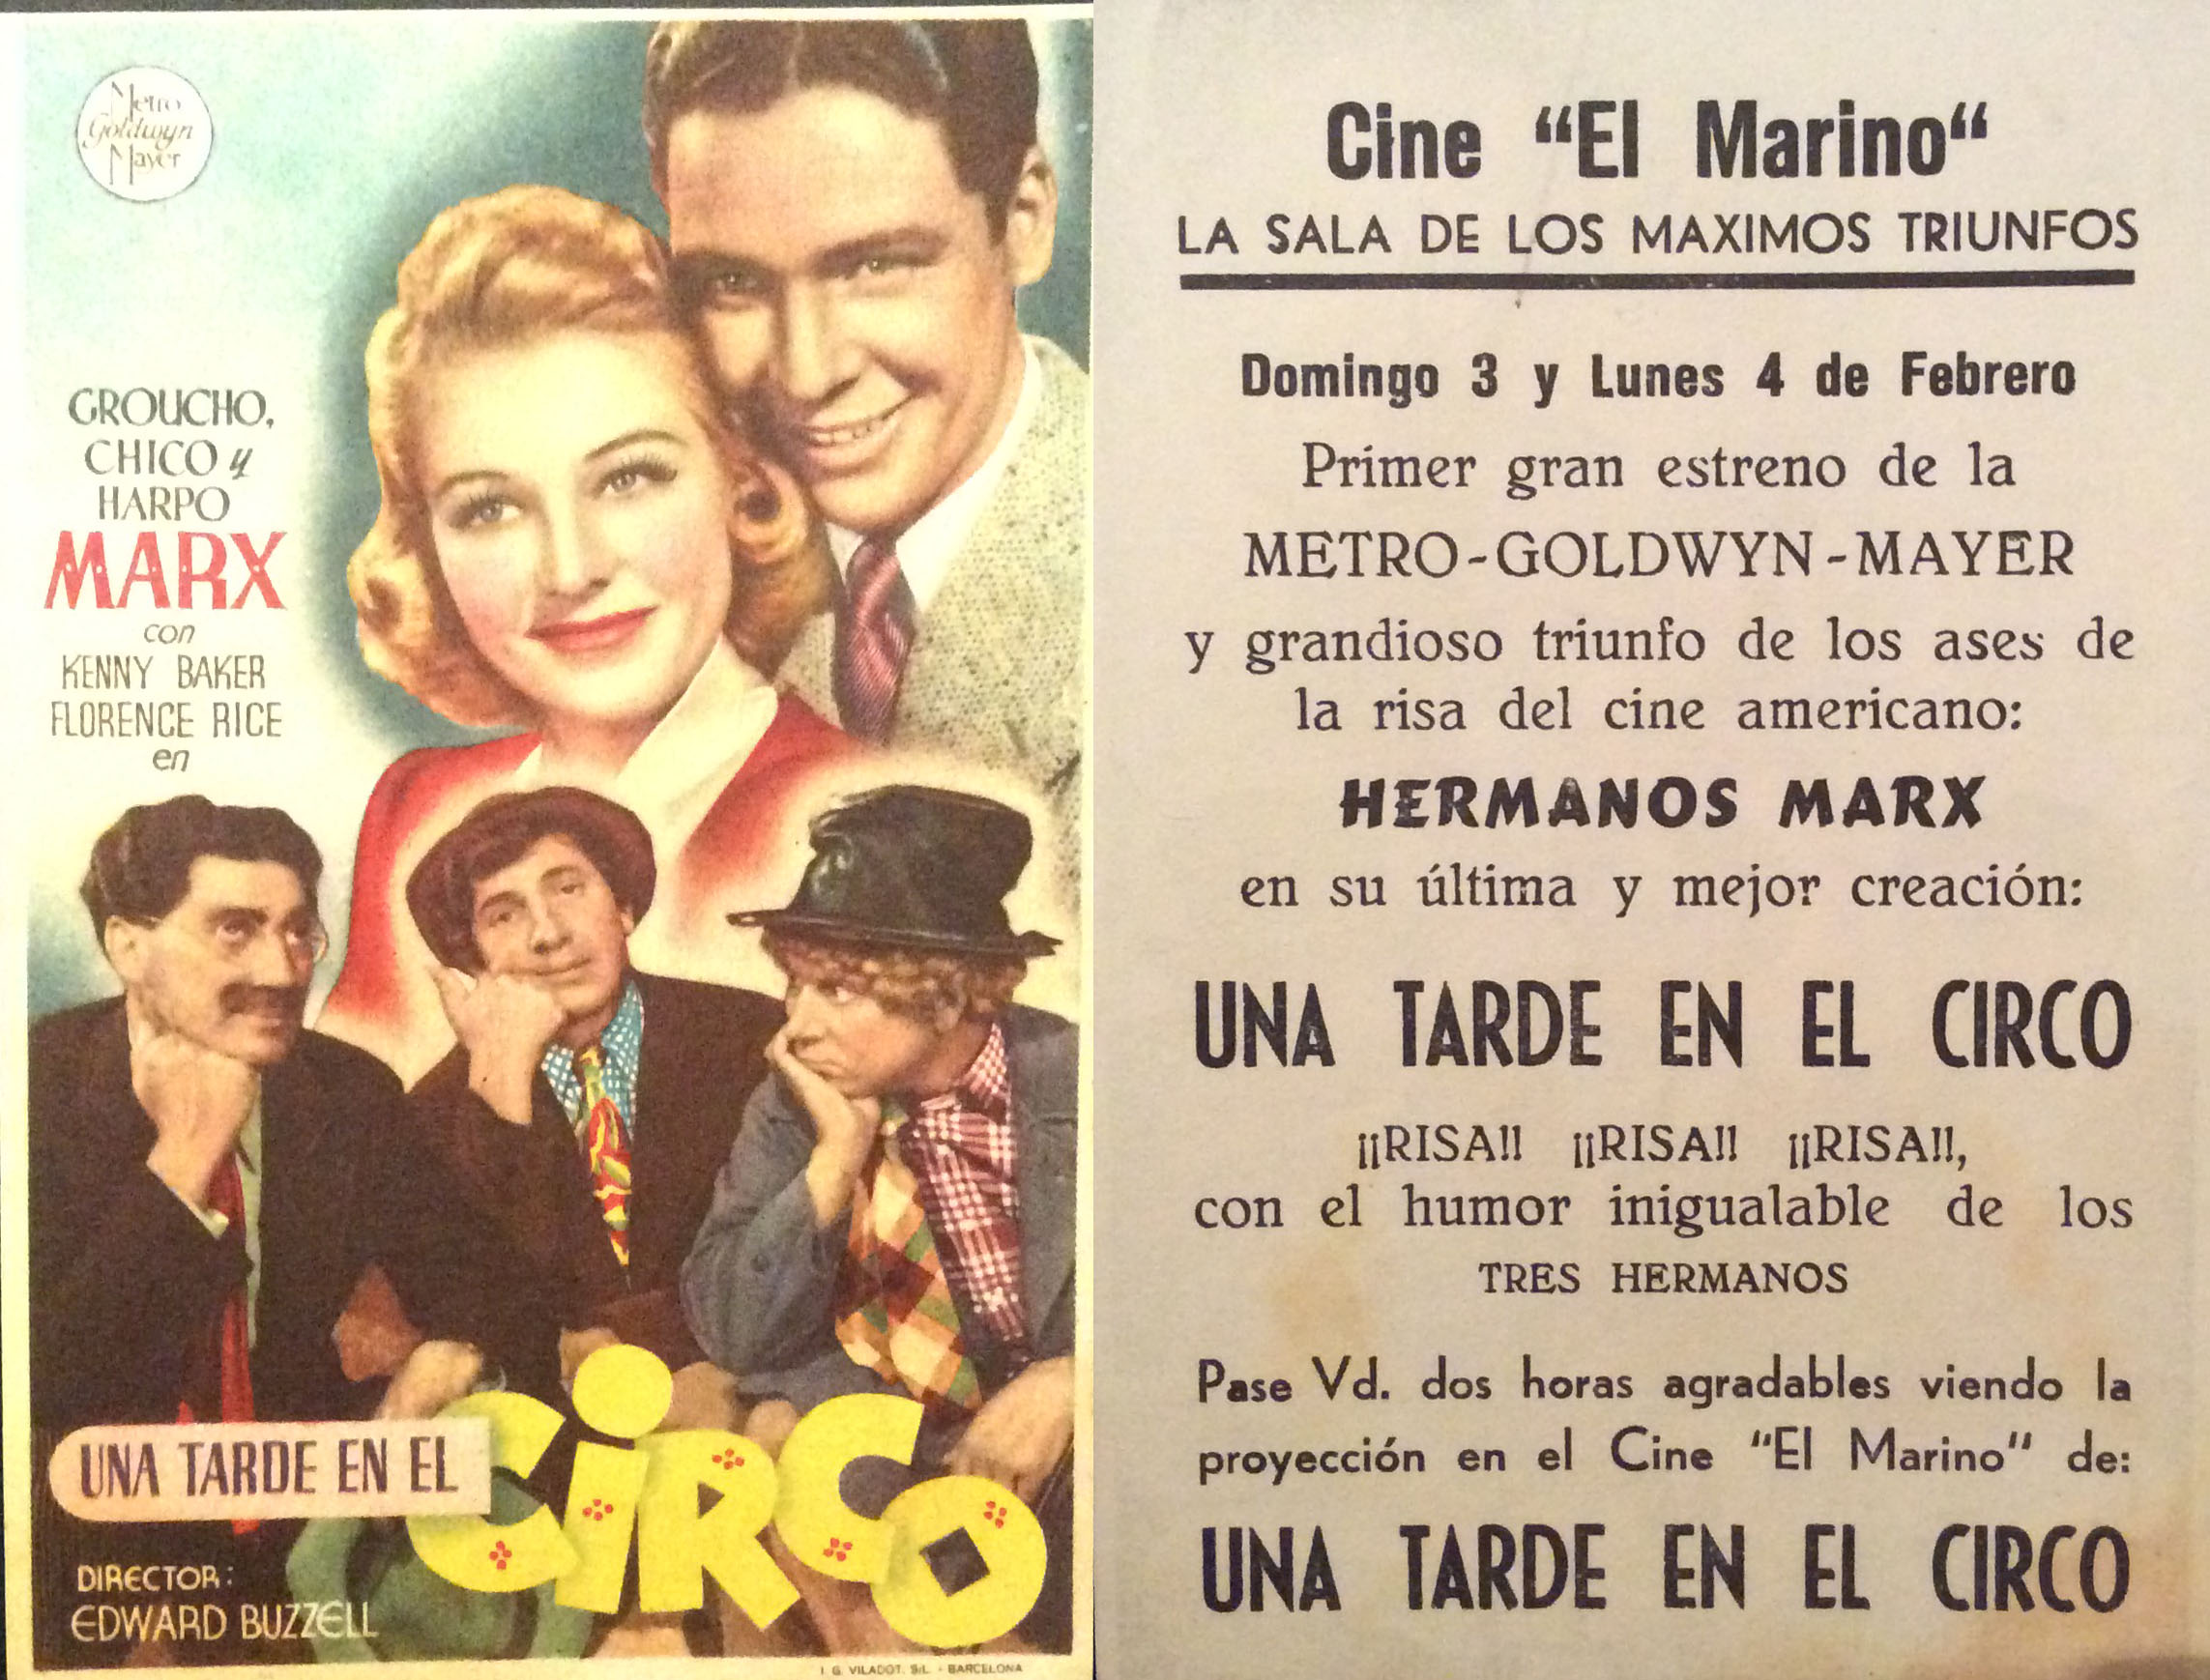 Metro
Goldwyn
Mayer
GROUCHO,
CHICO y
HARPO
MARX
con
KENNY BAKER
FLORENCE RICE
en
UNA TARDE EN EL
CIRCO
DIRECTOR:
EDWARD BUZZELL
I. G. VILADOT. S.L. - BARCELONA
Cine “El Marino“
LA SALA DE LOS MAXIMOS TRIUNFOS
Domingo 3 y Lunes 4 de Febrero
Primer gran estreno de la
METRO-GOLDWYN-MAYER
y grandioso triunfo de los ases de
la risa del cine americano:
HERMANOS MARX
en su última y mejor creación:
UNA TARDE EN EL CIRCO
¡¡RISA!! ¡¡RISA!! ¡¡RISA!!,
con el humor inigualable de los
TRES HERMANOS
Pase Vd. dos horas agradables viendo la
proyección en el Cine “El Marino“ de:
UNA TARDE EN EL CIRCO